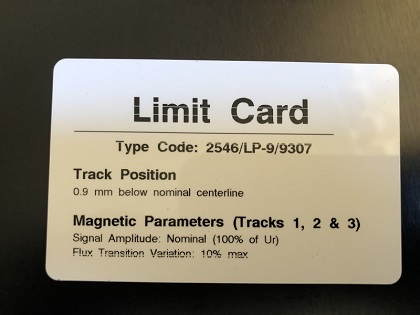 Limit Card
Type Code: 2546/LP-9/9307
Track Position
0.9 mm below nominal centerline
Magnetic Parameters (Tracks 1, 2 & 3)
Signal Amplitude: Nominal (100% of Ur)
Flux Transition Variation: 10% max